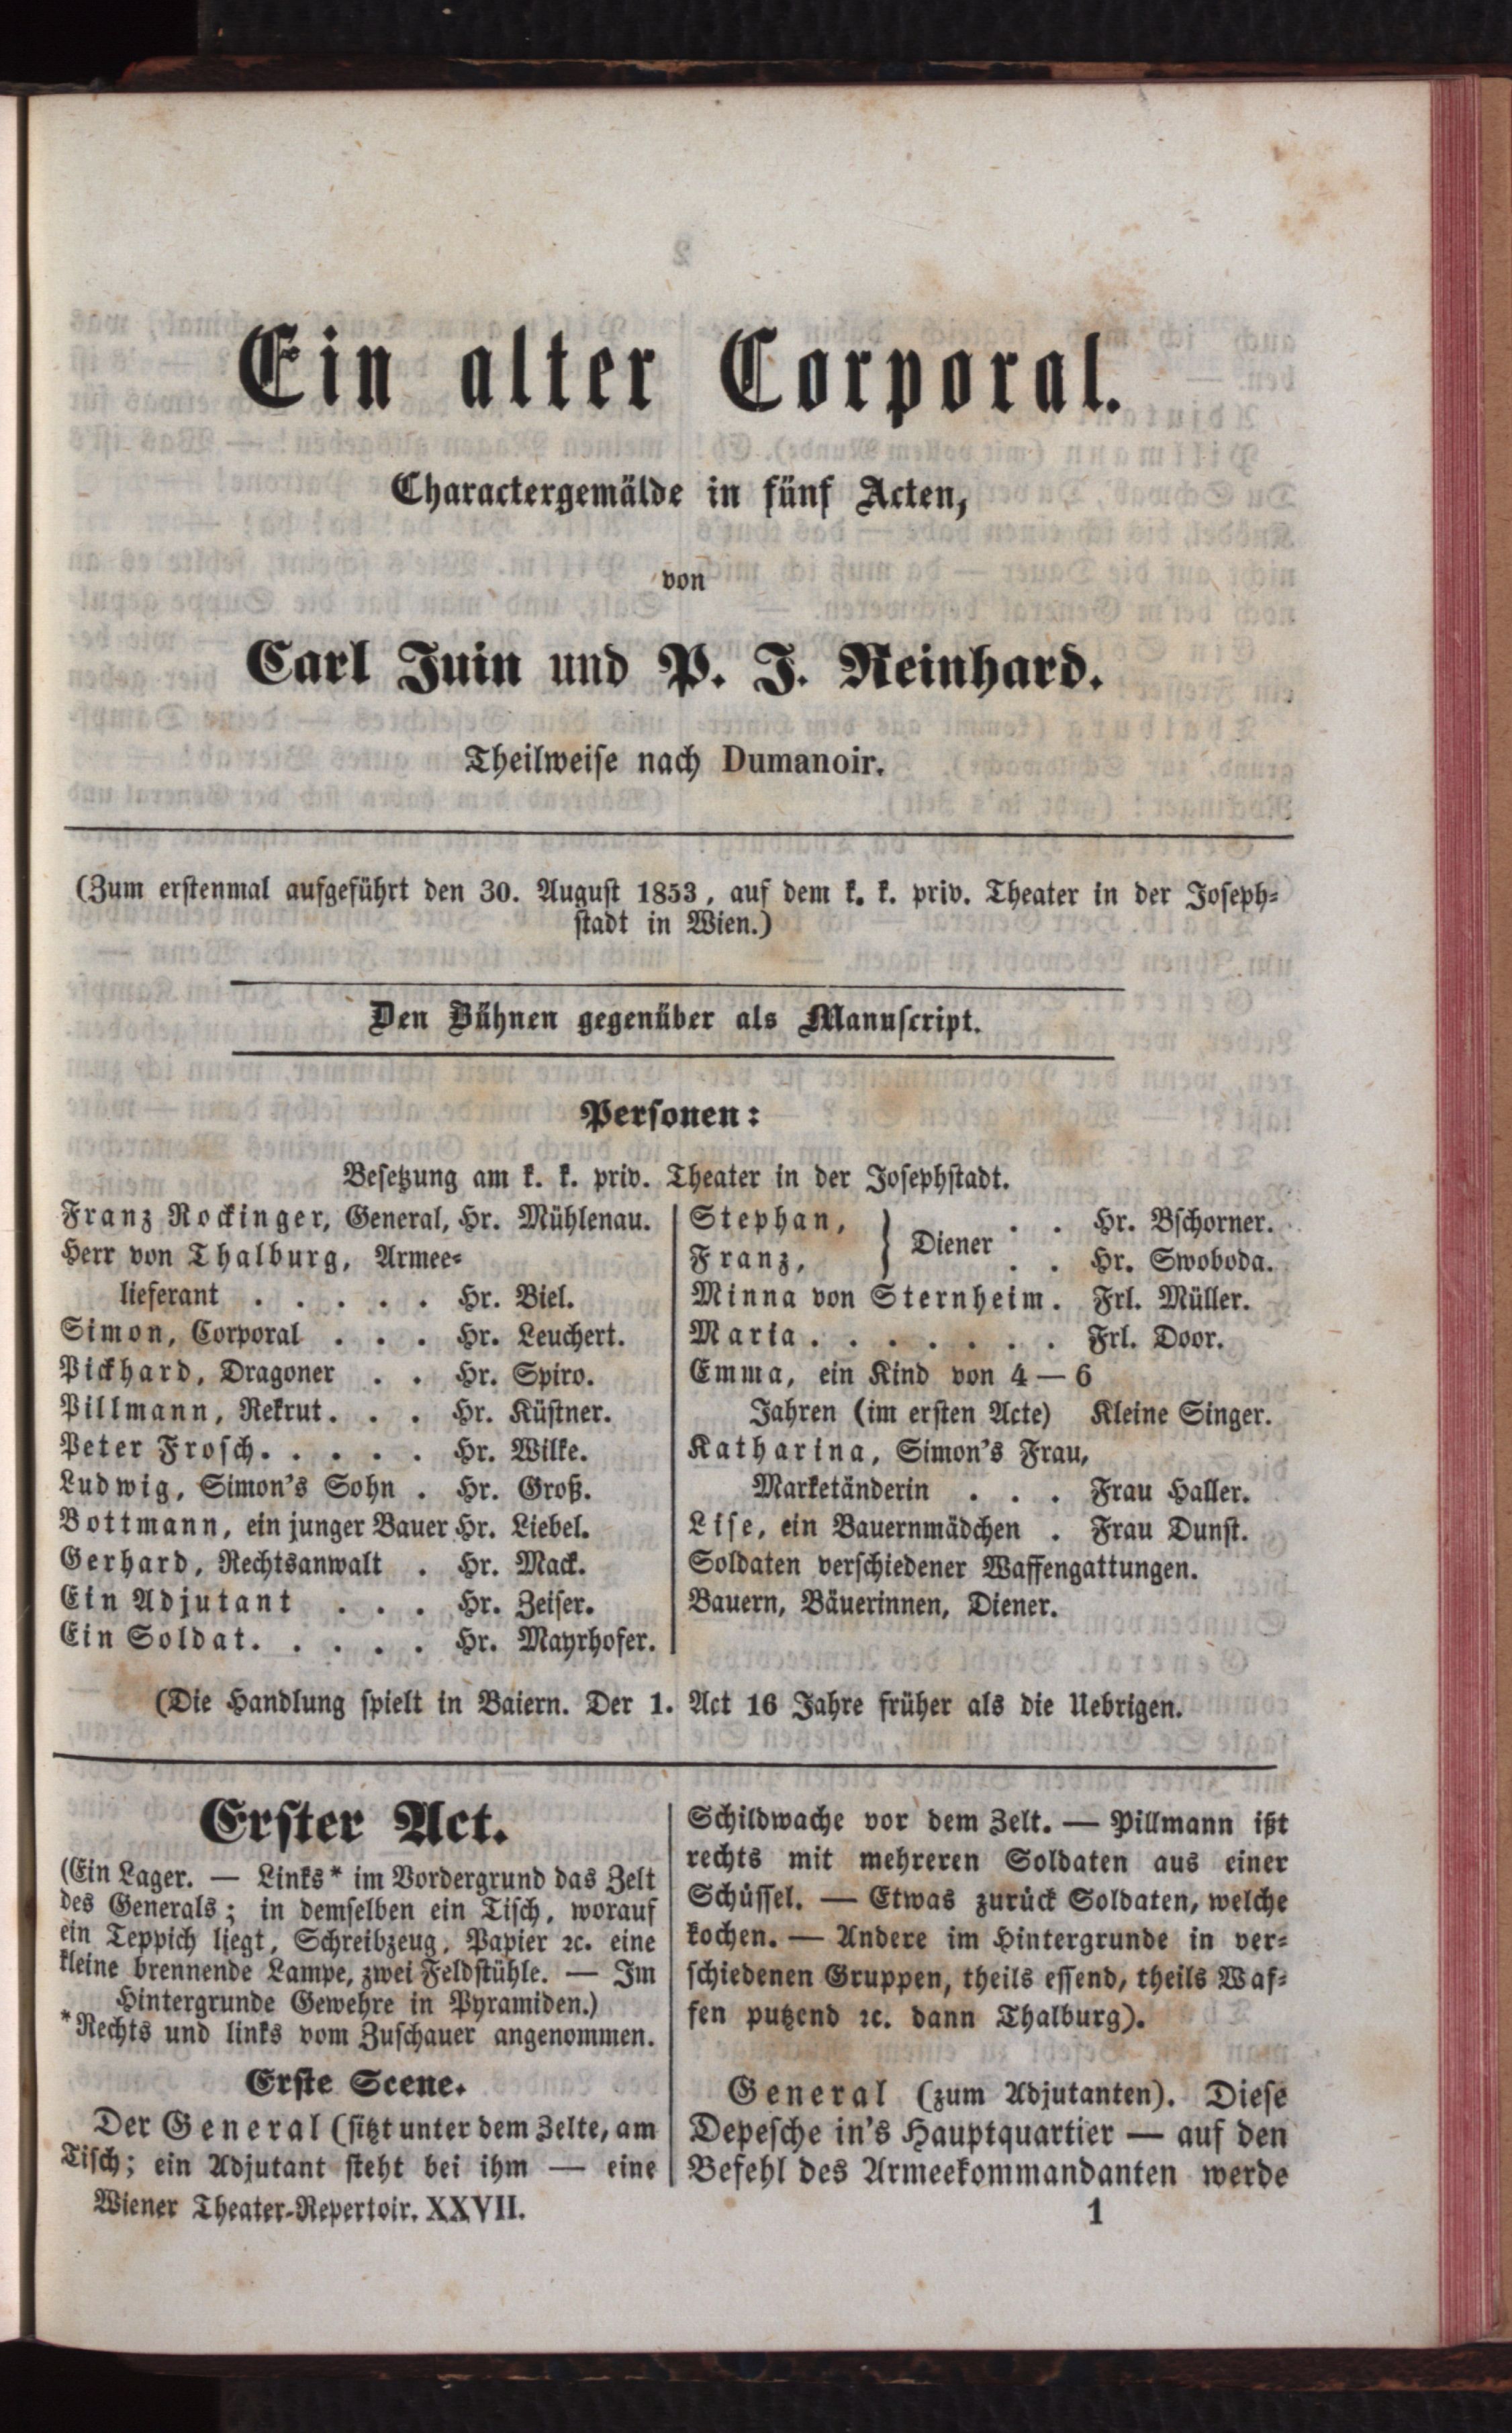 Ein alter Corporal.
Charactergemälde in fünf Acten,
von
Carl Juin und P. J. Reinhard.
Theilweise nach Dumanoir.
(Zum erstenmal aufgeführt den 30. August 1853, auf dem k. k. priv. Theater in der Joseph-
stadt in Wien.)
Den Bühnen gegenüber als Manuscript.
Personen:
Besetzung am k. k. priv. Theater in der Josephstadt.
Franz Rockinger, General, Hr. Mühlenau.
Herr von Thalburg, Armee-
lieferant . . . . . Hr. Biel.
Simon, Corporal . . . Hr. Leuchert.
Pickhard, Dragoner . . Hr. Spiro.
Pillmann, Rekrut. . . Hr. Küstner.
Peter Frosch. . . . . Hr. Wilke.
Ludwig, Simon's Sohn . Hr. Groß.
Bottmann, ein junger Bauer Hr. Liebel.
Gerhard, Rechtsanwalt . Hr. Mack.
Ein Adjutant . . . Hr. Zeiser.
Ein Soldat. . . . . Hr. Mayrhofer.
Stephan, } Diener . . Hr. Bschorner.
Franz, . . Hr. Swoboda.
Minna von Sternheim. Frl. Müller.
Maria. . . . . . . Frl. Door.
Emma, ein Kind von 4 — 6
Jahren (im ersten Acte) Kleine Singer.
Katharina, Simon's Frau,
Marketänderin . . . Frau Haller.
Lise, ein Bauernmädchen . Frau Dunst.
Soldaten verschiedener Waffengattungen.
Bauern, Bäuerinnen, Diener.
(Die Handlung spielt in Baiern. Der 1. Act 16 Jahre früher als die Uebrigen.
Erster Act.
(Ein Lager. — Links* im Vordergrund das Zelt
des Generals; in demselben ein Tisch, worauf
ein Teppich liegt, Schreibzeug, Papier ꝛc. eine
kleine brennende Lampe, zwei Feldstühle. — Im
Hintergrunde Gewehre in Pyramiden.)
*Rechts und links vom Zuschauer angenommen.
Erste Scene.
Der General (sitzt unter dem Zelte, am
Tisch; ein Adjutant steht bei ihm — eine
Schildwache vor dem Zelt. — Pillmann ißt
rechts mit mehreren Soldaten aus einer
Schüssel. — Etwas zurück Soldaten, welche
kochen. — Andere im Hintergrunde in ver-
schiedenen Gruppen, theils essend, theils Waf-
fen putzend ꝛc. dann Thalburg).
General (zum Adjutanten). Diese
Depesche in's Hauptquartier — auf den
Befehl des Armeekommandanten werde
Wiener Theater-Repertoir. XXVII.
1